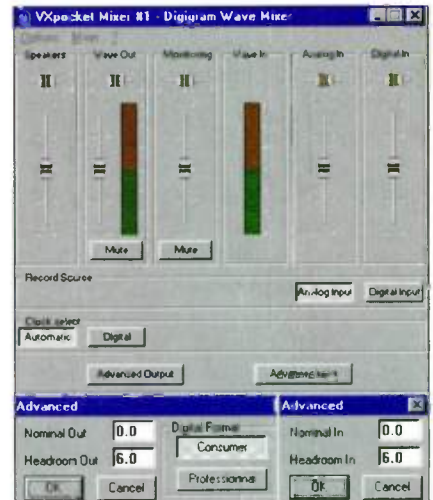 VXpocket Mixer #1 - Digigram Wave Mixer
Options Mixer ?
Speakers Wave Out Monitoring Wave In Analog In Digital In
Mute Mute
Record Source
Analog Input Digital Input
Clock select
Automatic Digital
Advanced Output
Advanced Advanced
Nominal Out 0.0 Digital Format Nominal In 0.0
Consumer
Headroom Out 6.0 Headroom In 6.0
Professionnal
OK Cancel OK Cancel